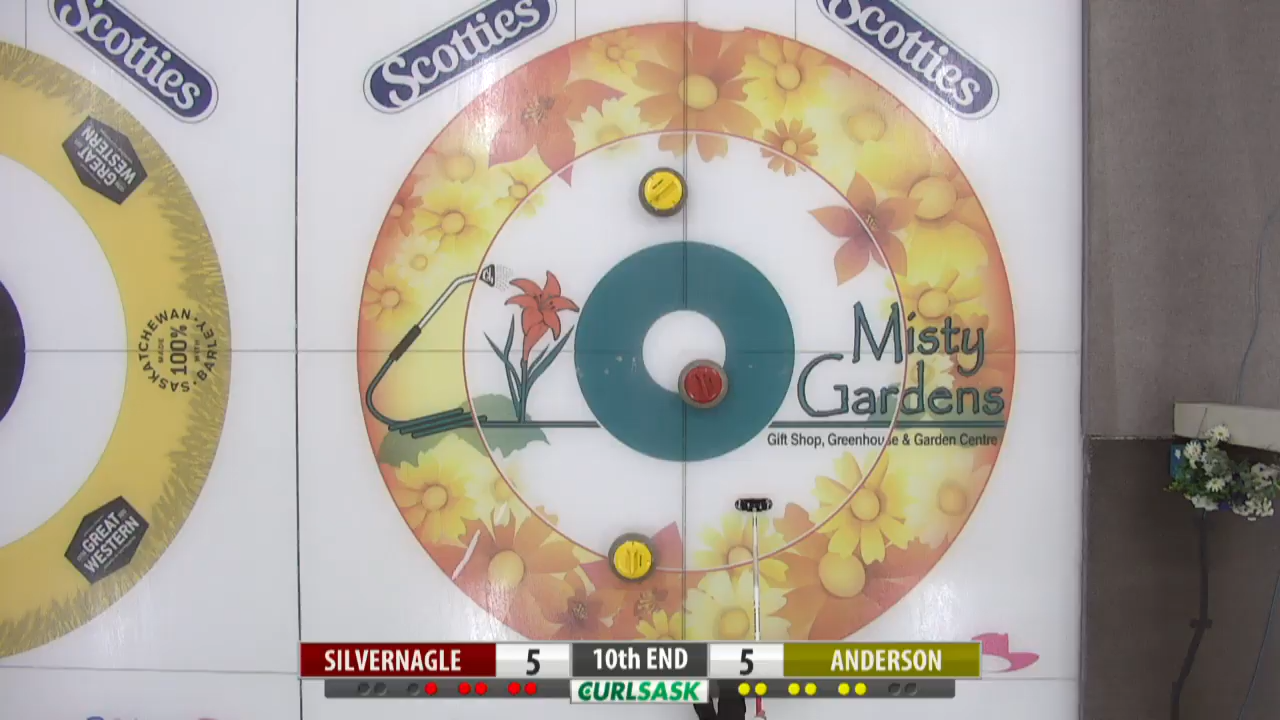 Scotties
Scotties
Scotties
GREAT
WESTERN
SASKATCHEWAN
MADE
100%
WITH
BARLEY
Misty
Gardens
Gift Shop, Greenhouse & Garden Centre
GREAT
WESTERN
SILVERNAGLE 5 10th END 5 ANDERSON
CURLSASK